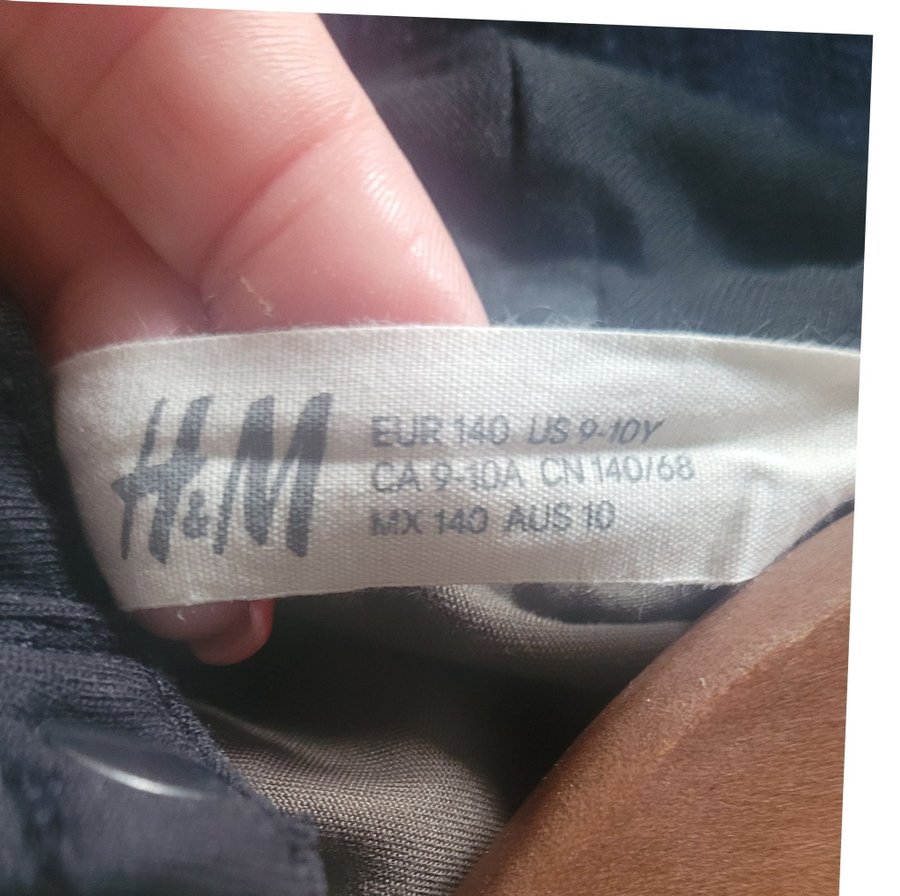 H&M
EUR 140 US 9-10Y
CA 9-10A CN 140/68
MX 140 AUS 10